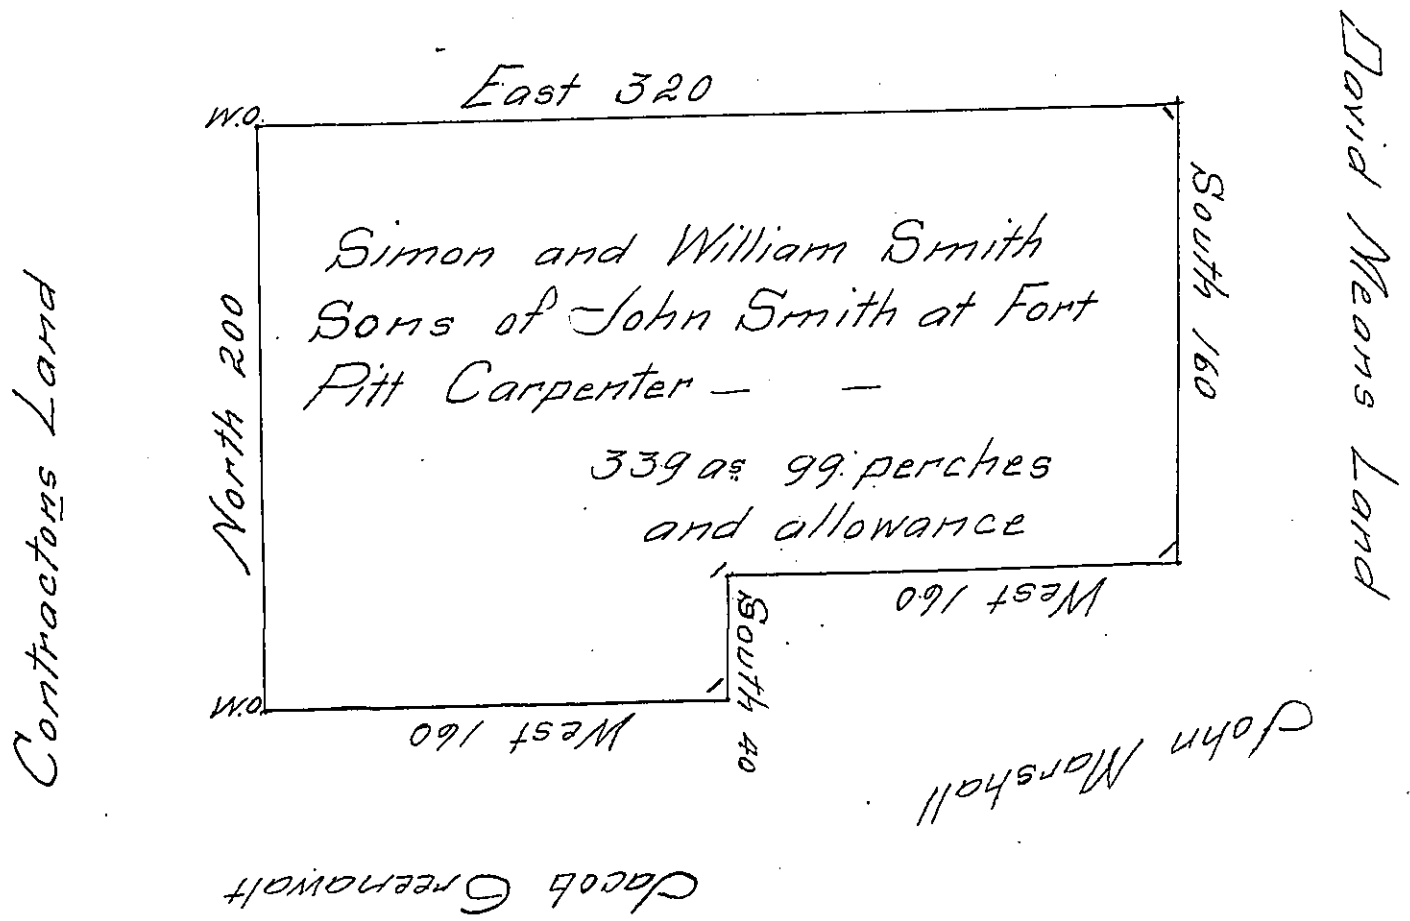 East 320
W.O.
South 160
David Means Land
Simon and William Smith
Sons of John Smith at Fort
Pitt Carpenter — —
339 as 99 perches
and allowance
North 200
Contractons Land
West 160
South 40
W.O.
West 160
John Marshall
Jacob Greenawalt